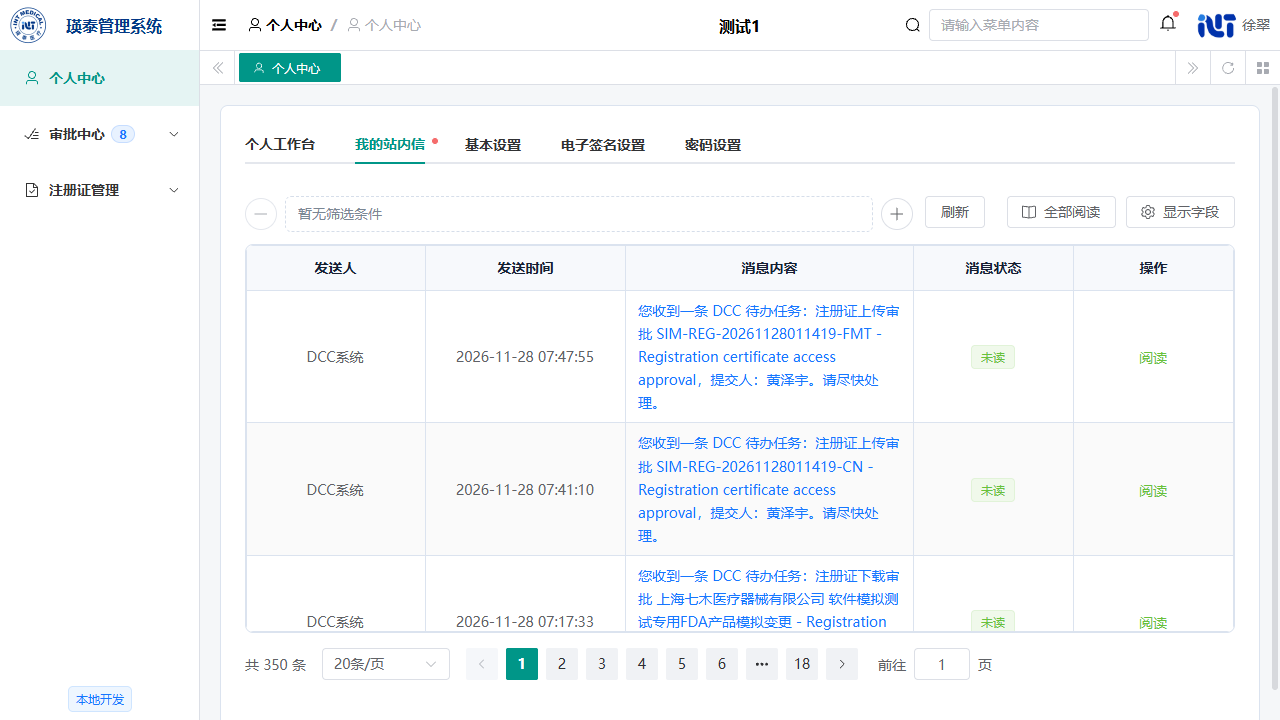 瑛泰管理系统
个人中心 / 个人中心
测试1
请输入菜单内容
徐翠
个人中心
审批中心 8
注册证管理
本地开发
个人中心
个人工作台 我的站内信 基本设置 电子签名设置 密码设置
暂无筛选条件
刷新 全部阅读 显示字段
发送人 发送时间 消息内容 消息状态 操作
DCC系统 2026-11-28 07:47:55
您收到一条 DCC 待办任务：注册证上传审
批 SIM-REG-20261128011419-FMT -
Registration certificate access
approval，提交人：黄泽宇。请尽快处
理。
未读 阅读
DCC系统 2026-11-28 07:41:10
您收到一条 DCC 待办任务：注册证上传审
批 SIM-REG-20261128011419-CN -
Registration certificate access
approval，提交人：黄泽宇。请尽快处
理。
未读 阅读
DCC系统 2026-11-28 07:17:33
您收到一条 DCC 待办任务：注册证下载审
批 上海七木医疗器械有限公司 软件模拟测
试专用FDA产品模拟变更 - Registration
未读 阅读
共 350 条 20条/页 1 2 3 4 5 6 ••• 18 前往 1 页